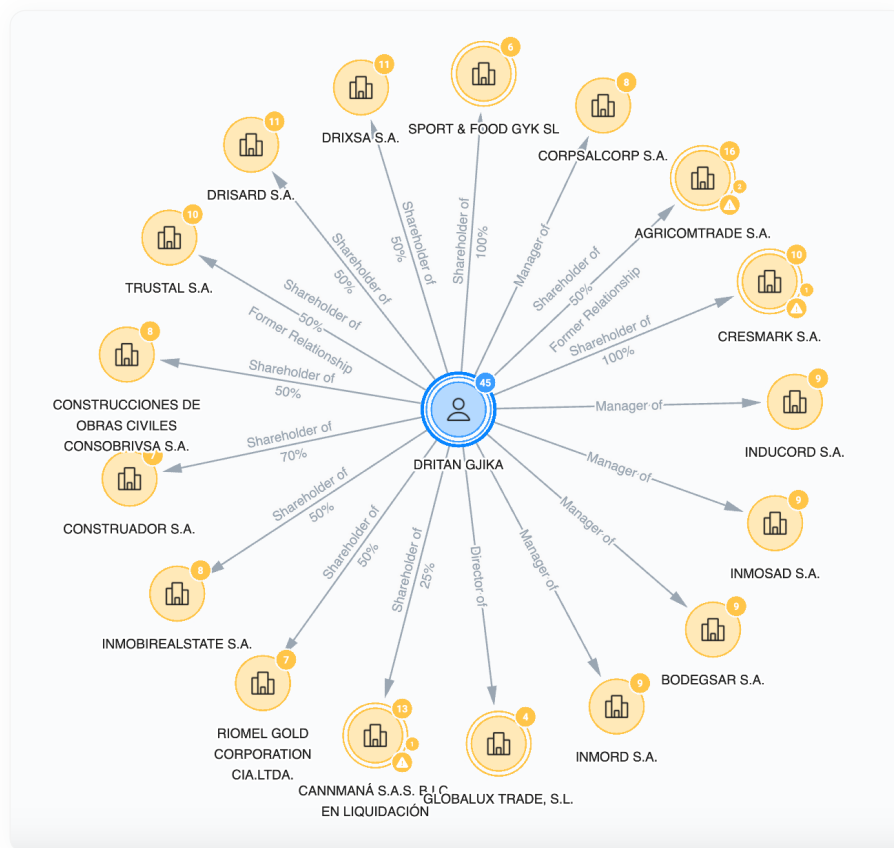 6
SPORT & FOOD GYK SL
Shareholder of
100%
8
CORPSALCORP S.A.
Manager of
16
AGRICOMTRADE S.A.
Shareholder of
50%
Former Relationship
10
1
CRESMARK S.A.
Shareholder of
100%
9
INDUCORD S.A.
Manager of
9
INMOSAD S.A.
Manager of
9
BODEGSAR S.A.
Manager of
9
INMORD S.A.
Manager of
4
GLOBALUX TRADE, S.L.
Director of
13
1
CANNMANÁ S.A.S. B.I.C.
EN LIQUIDACIÓN
Shareholder of
25%
7
RIOMEL GOLD
CORPORATION
CIA.LTDA.
Shareholder of
50%
8
INMOBIREALSTATE S.A.
Shareholder of
50%
7
CONSTRUADOR S.A.
Shareholder of
70%
8
CONSTRUCCIONES DE
OBRAS CIVILES
CONSOBRIVSA S.A.
Shareholder of
50%
10
TRUSTAL S.A.
Shareholder of
50%
Former Relationship
11
DRISARD S.A.
Shareholder of
50%
11
DRIXSA S.A.
Shareholder of
50%
45
DRITAN GJIKA